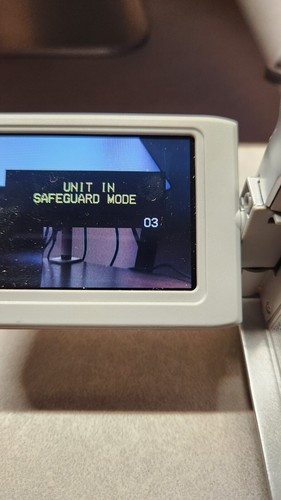 UNIT IN
SAFEGUARD MODE
03